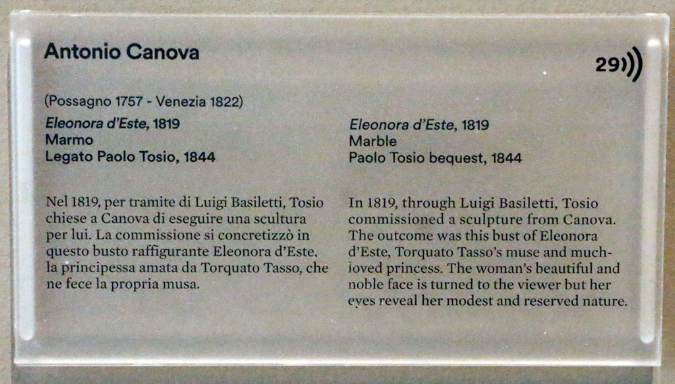 Antonio Canova
29
(Possagno 1757 - Venezia 1822)
Eleonora d'Este, 1819
Marmo
Legato Paolo Tosio, 1844
Nel 1819, per tramite di Luigi Basiletti, Tosio
chiese a Canova di eseguire una scultura
per lui. La commissione si concretizzò in
questo busto raffigurante Eleonora d'Este,
la principessa amata da Torquato Tasso, che
ne fece la propria musa.
Eleonora d'Este, 1819
Marble
Paolo Tosio bequest, 1844
In 1819, through Luigi Basiletti, Tosio
commissioned a sculpture from Canova.
The outcome was this bust of Eleonora
d'Este, Torquato Tasso's muse and much-
loved princess. The woman's beautiful and
noble face is turned to the viewer but her
eyes reveal her modest and reserved nature.